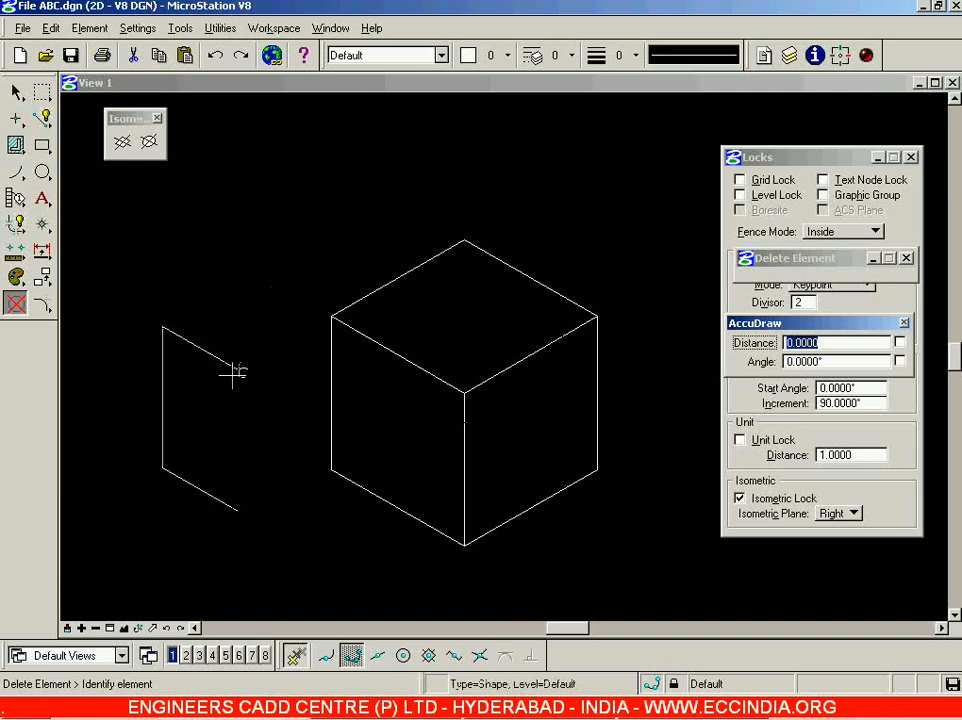 File ABC.dgn (2D - V8 DGN) - MicroStation V8
File Edit Element Settings Tools Utilities Workspace Window Help
Default 0 0 0
View 1
Isome...
Locks
Grid Lock Text Node Lock
Level Lock Graphic Group
Boresite ACS Plane
Fence Mode: Inside
Delete Element
Mode: Keypoint
Divisor: 2
AccuDraw
Distance: 0.0000
Angle: 0.0000°
Start Angle: 0.0000°
Increment: 90.0000°
Unit
Unit Lock
Distance: 1.0000
Isometric
Isometric Lock
Isometric Plane: Right
Default Views 1 2 3 4 5 6 7 8
Delete Element > Identify element Type=Shape, Level=Default Default
ENGINEERS CADD CENTRE (P) LTD - HYDERABAD - INDIA - WWW.ECCINDIA.ORG